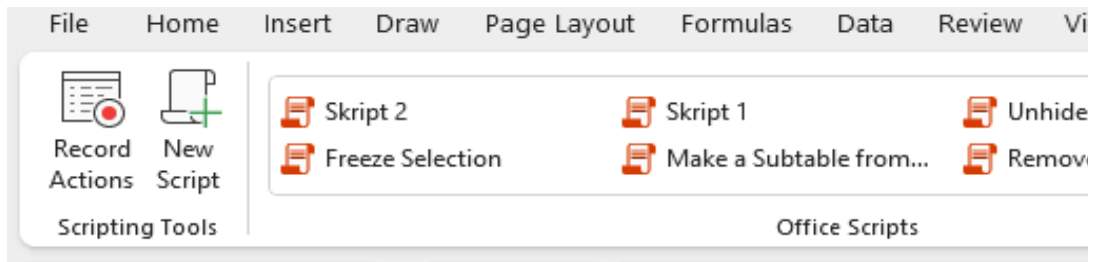 File Home Insert Draw Page Layout Formulas Data Review
Record Actions
New Script
Scripting Tools
Skript 2 Skript 1 Unhide
Freeze Selection Make a Subtable from...
Office Scripts